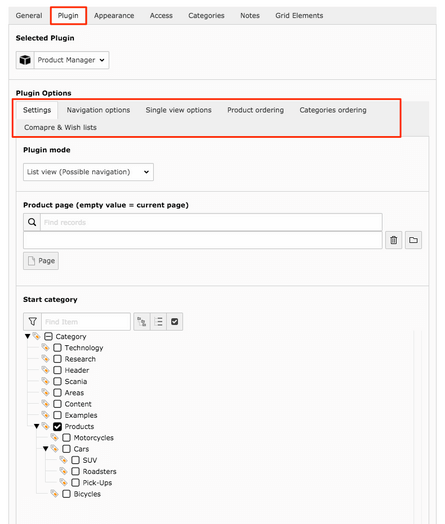 General Plugin Appearance Access Categories Notes Grid Elements
Selected Plugin
Product Manager
Plugin Options
Settings Navigation options Single view options Product ordering Categories ordering
Comapre & Wish lists
Plugin mode
List view (Possible navigation)
Product page (empty value = current page)
Find records
Page
Start category
Find Item
Category
Technology
Research
Header
Scania
Areas
Content
Examples
Products
Motorcycles
Cars
SUV
Roadsters
Pick-Ups
Bicycles